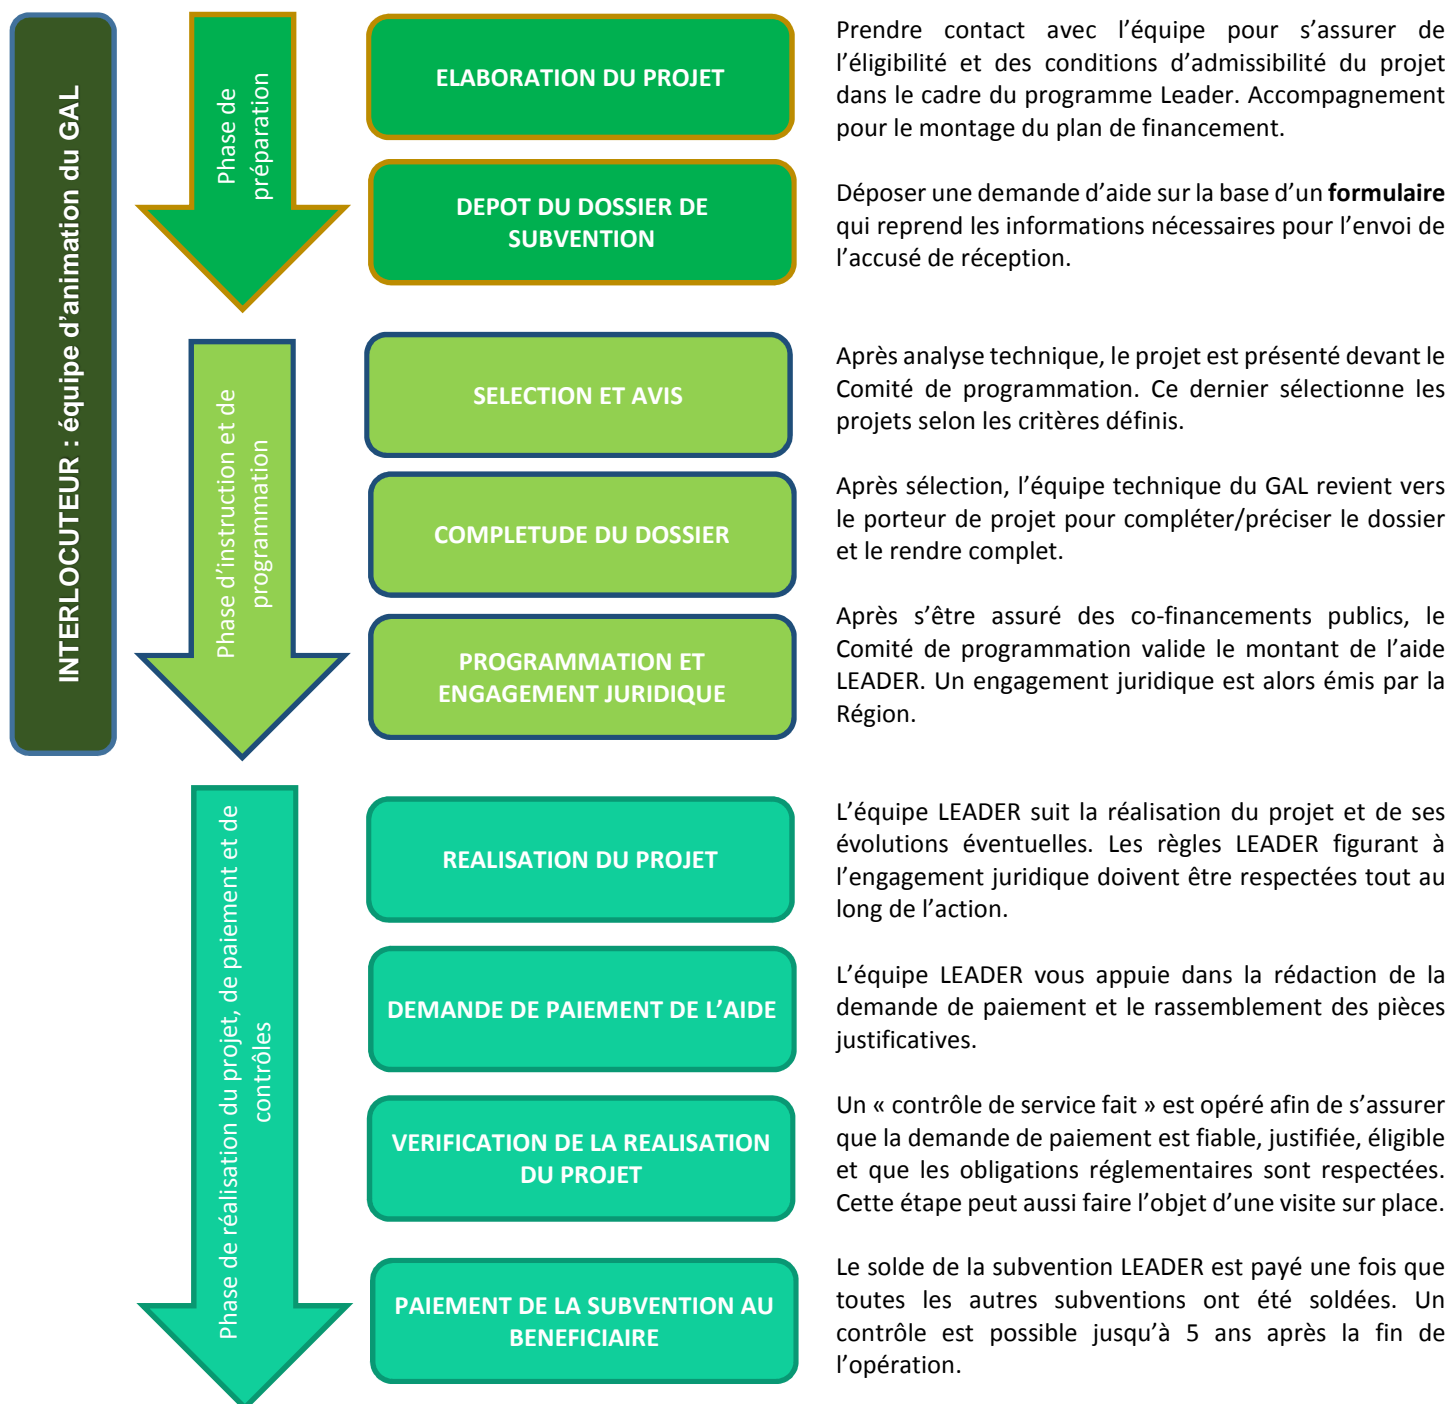 INTERLOCUTEUR : équipe d’animation du GAL
Phase de
préparation
ELABORATION DU PROJET
Prendre contact avec l’équipe pour s’assurer de
l’éligibilité et des conditions d’admissibilité du projet
dans le cadre du programme Leader. Accompagnement
pour le montage du plan de financement.
DEPOT DU DOSSIER DE
SUBVENTION
Déposer une demande d’aide sur la base d’un formulaire
qui reprend les informations nécessaires pour l’envoi de
l’accusé de réception.
Phase d’instruction et de
programmation
SELECTION ET AVIS
Après analyse technique, le projet est présenté devant le
Comité de programmation. Ce dernier sélectionne les
projets selon les critères définis.
COMPLETUDE DU DOSSIER
Après sélection, l’équipe technique du GAL revient vers
le porteur de projet pour compléter/préciser le dossier
et le rendre complet.
PROGRAMMATION ET
ENGAGEMENT JURIDIQUE
Après s’être assuré des co-financements publics, le
Comité de programmation valide le montant de l’aide
LEADER. Un engagement juridique est alors émis par la
Région.
Phase de réalisation du projet, de paiement et de
contrôles
REALISATION DU PROJET
L’équipe LEADER suit la réalisation du projet et de ses
évolutions éventuelles. Les règles LEADER figurant à
l’engagement juridique doivent être respectées tout au
long de l’action.
DEMANDE DE PAIEMENT DE L’AIDE
L’équipe LEADER vous appuie dans la rédaction de la
demande de paiement et le rassemblement des pièces
justificatives.
VERIFICATION DE LA REALISATION
DU PROJET
Un « contrôle de service fait » est opéré afin de s’assurer
que la demande de paiement est fiable, justifiée, éligible
et que les obligations réglementaires sont respectées.
Cette étape peut aussi faire l’objet d’une visite sur place.
PAIEMENT DE LA SUBVENTION AU
BENEFICIAIRE
Le solde de la subvention LEADER est payé une fois que
toutes les autres subventions ont été soldées. Un
contrôle est possible jusqu’à 5 ans après la fin de
l’opération.